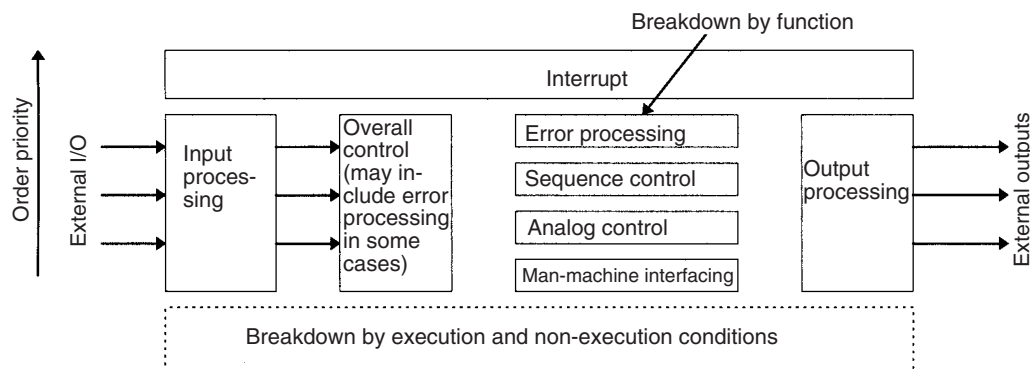 Breakdown by function
Interrupt
Order priority
External I/O
Input
proces-
sing
Overall
control
(may in-
clude error
processing
in some
cases)
Error processing
Sequence control
Analog control
Man-machine interfacing
Output
processing
External outputs
Breakdown by execution and non-execution conditions